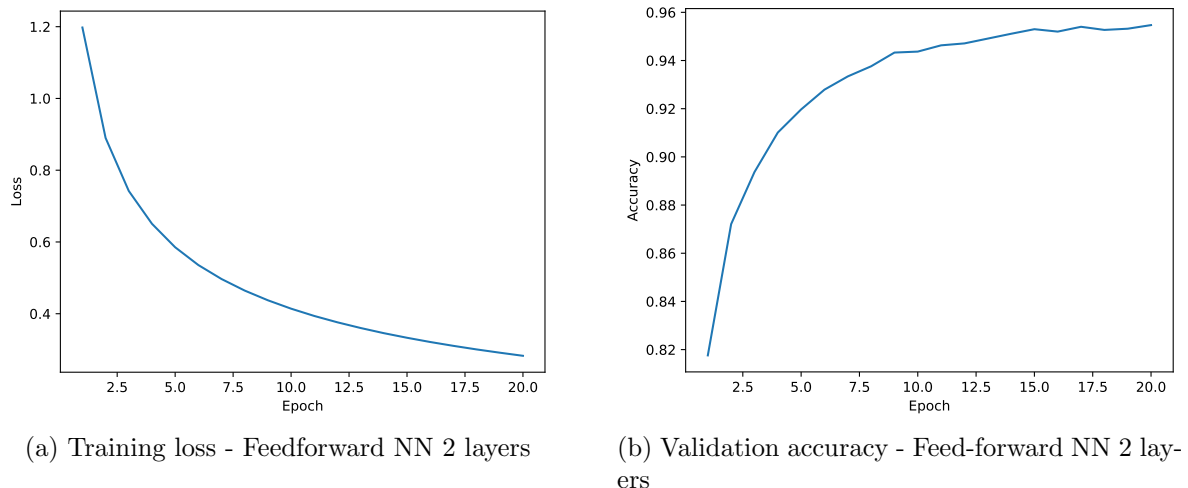 1.2
1.0
0.8
0.6
0.4
Loss
2.5 5.0 7.5 10.0 12.5 15.0 17.5 20.0
Epoch
(a) Training loss - Feedforward NN 2 layers
0.96
0.94
0.92
0.90
0.88
0.86
0.84
0.82
Accuracy
2.5 5.0 7.5 10.0 12.5 15.0 17.5 20.0
Epoch
(b) Validation accuracy - Feed-forward NN 2 lay-
ers